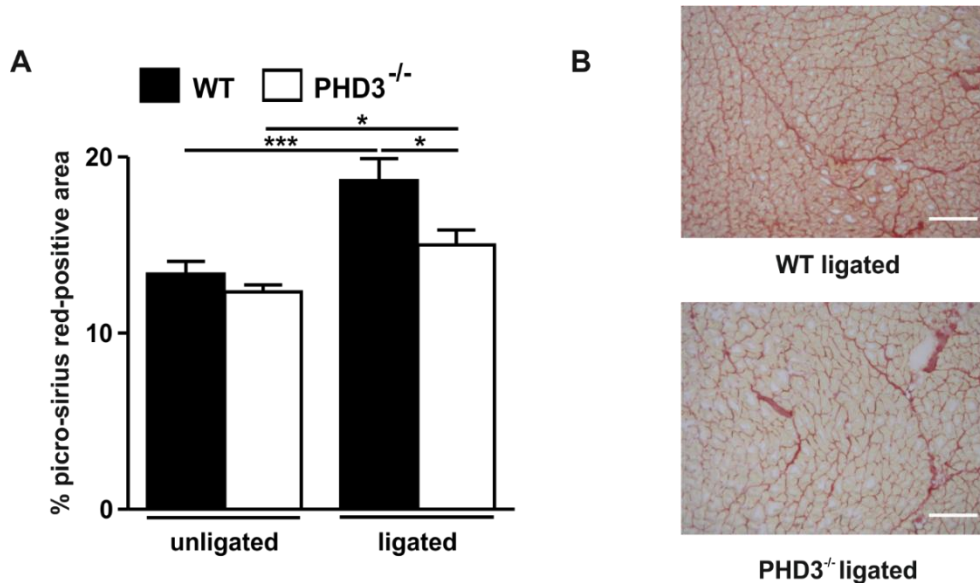 A
WT PHD3-/-
*
*** *
% picro-sirius red-positive area
20
10
0
unligated ligated
B
WT ligated
PHD3-/- ligated